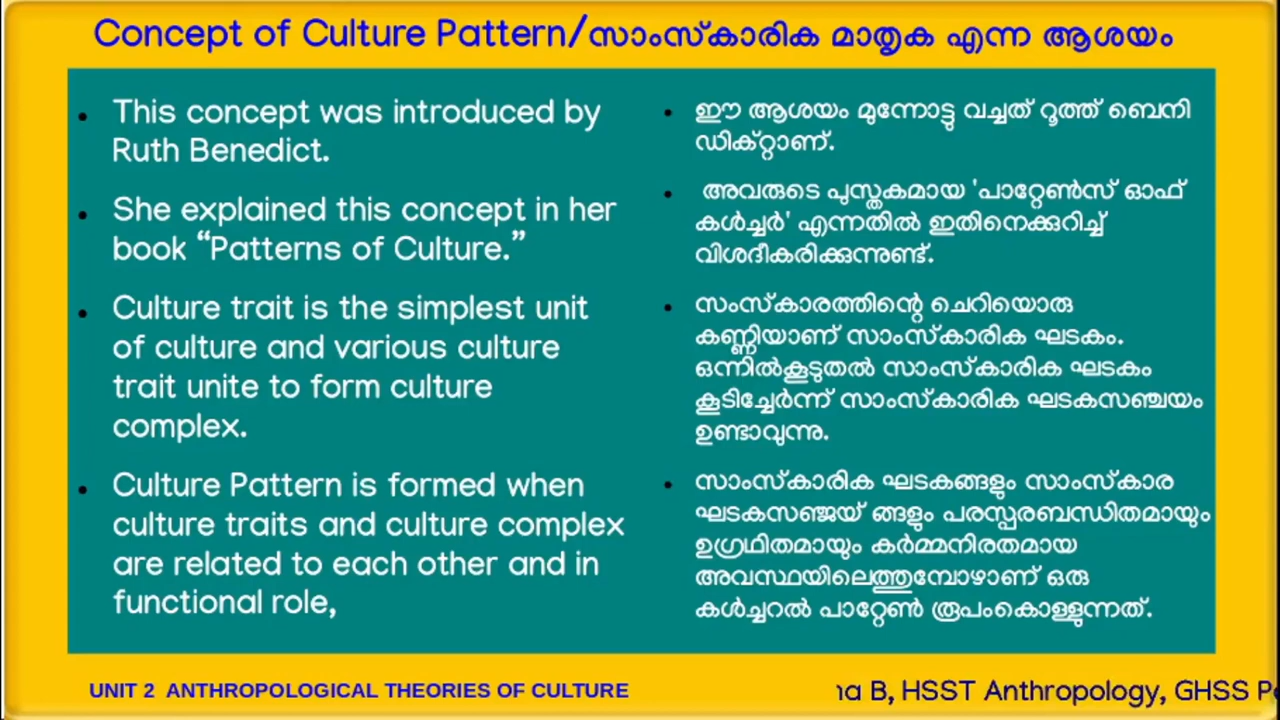 Concept of Culture Pattern/സാംസ്കാരിക മാതൃക എന്ന ആശയം
• This concept was introduced by
Ruth Benedict.
• She explained this concept in her
book “Patterns of Culture.”
• Culture trait is the simplest unit
of culture and various culture
trait unite to form culture
complex.
• Culture Pattern is formed when
culture traits and culture complex
are related to each other and in
functional role,
• ഈ ആശയം മുന്നോട്ടു വച്ചത് റൂത്ത് ബെനി
ഡിക്റ്റാണ്.
• അവരുടെ പുസ്തകമായ 'പാറ്റേൺസ് ഓഫ്
കൾച്ചർ' എന്നതിൽ ഇതിനെക്കുറിച്ച്
വിശദീകരിക്കുന്നുണ്ട്.
• സംസ്കാരത്തിന്റെ ചെറിയൊരു
കണ്ണിയാണ് സാംസ്കാരിക ഘടകം.
ഒന്നിൽകൂടുതൽ സാംസ്കാരിക ഘടകം
കൂടിച്ചേർന്ന് സാംസ്കാരിക ഘടകസഞ്ചയം
ഉണ്ടാവുന്നു.
• സാംസ്കാരിക ഘടകങ്ങളും സാംസ്കാര
ഘടകസഞ്ജയ് ങ്ങളും പരസ്പരബന്ധിതമായും
ഉഗ്രഥിതമായും കർമ്മനിരതമായ
അവസ്ഥയിലെത്തുമ്പോഴാണ് ഒരു
കൾച്ചറൽ പാറ്റേൺ രൂപംകൊള്ളുന്നത്.
UNIT 2 ANTHROPOLOGICAL THEORIES OF CULTURE
B, HSST Anthropology, GHSS